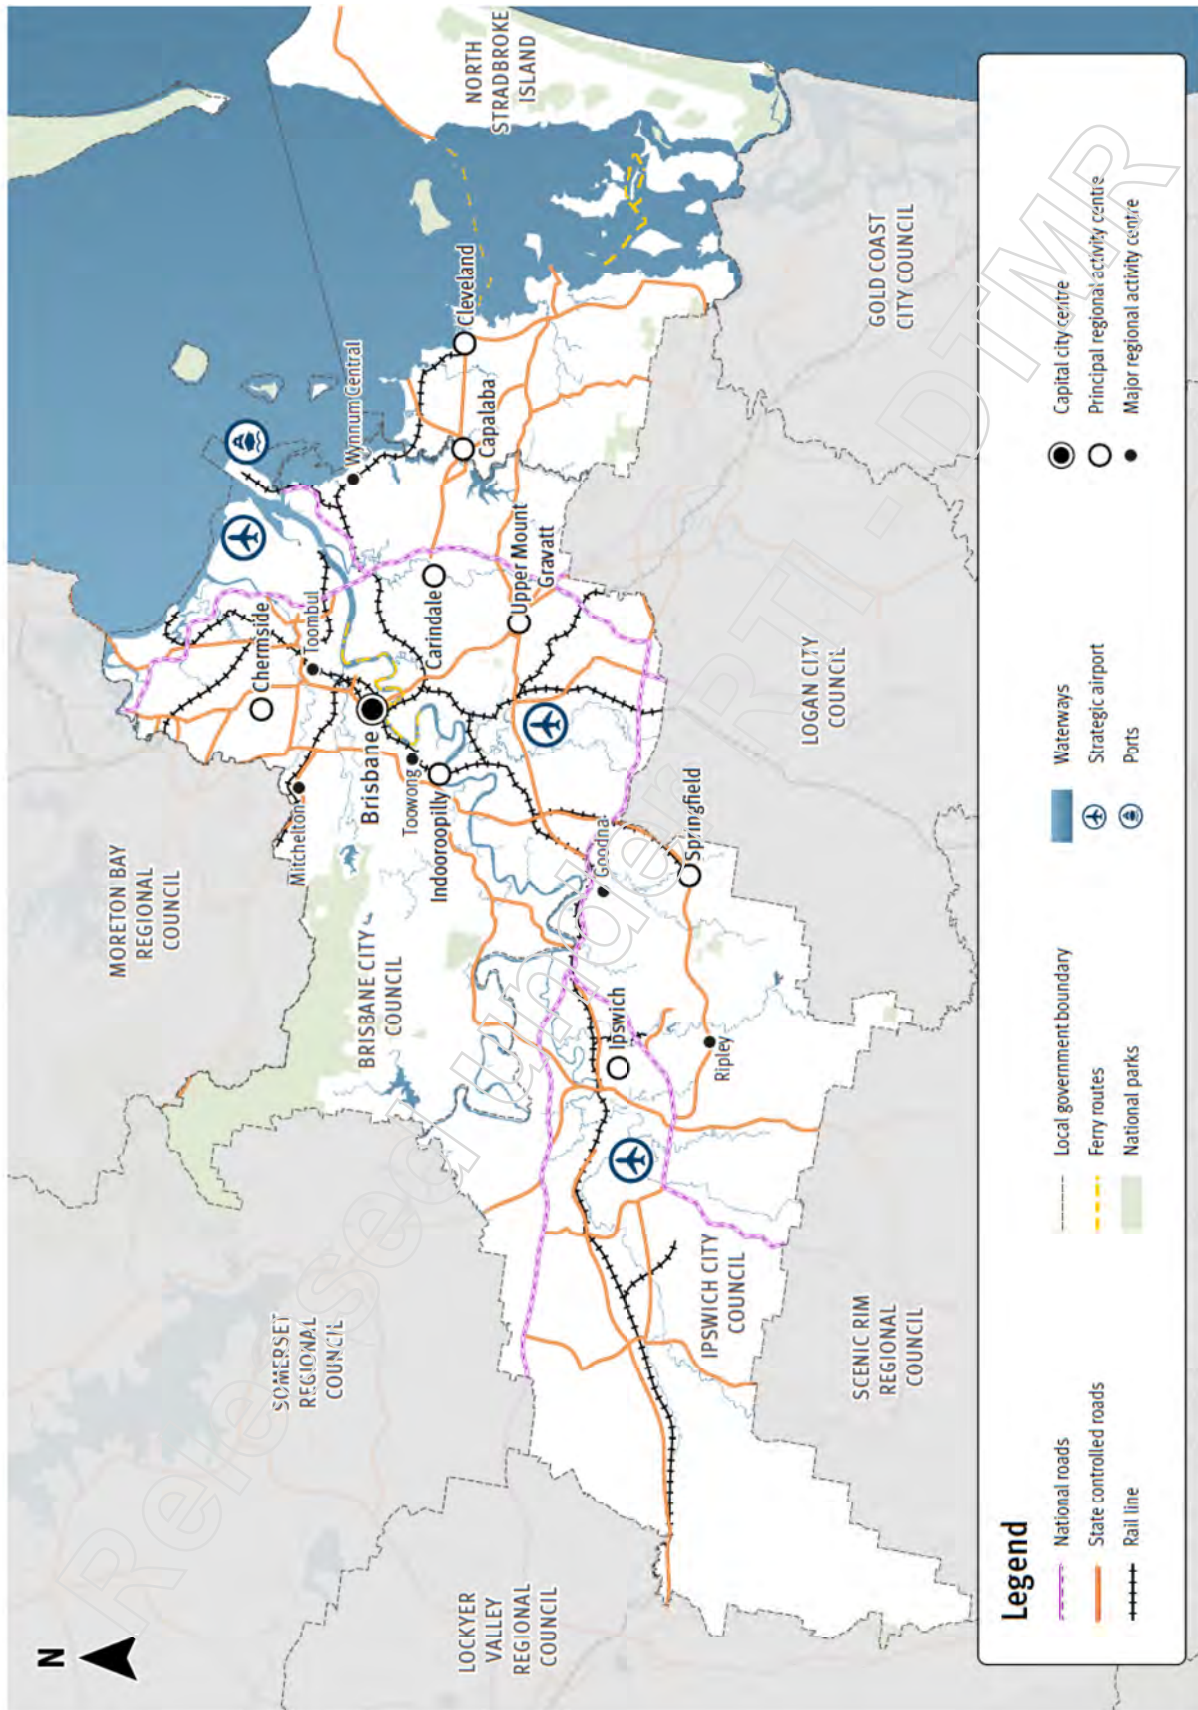 N
MORETON BAY
REGIONAL
COUNCIL
SOMERSET
REGIONAL
COUNCIL
LOCKYER
VALLEY
REGIONAL
COUNCIL
BRISBANE CITY
COUNCIL
IPSWICH CITY
COUNCIL
SCENIC RIM
REGIONAL
COUNCIL
LOGAN CITY
COUNCIL
GOLD COAST
CITY COUNCIL
NORTH
STRADBROKE
ISLAND
Chermside
Toombul
Mitchelton
Brisbane
Toowong
Indooroopilly
Carindale
Upper Mount
Gravatt
Wynnum Central
Capalaba
Cleveland
Goodna
Springfield
Ipswich
Ripley
Legend
National roads
State controlled roads
Rail line
Local government boundary
Ferry routes
National parks
Waterways
Strategic airport
Ports
Capital city centre
Principal regional activity centre
Major regional activity centre
Released under RTI - DTMR